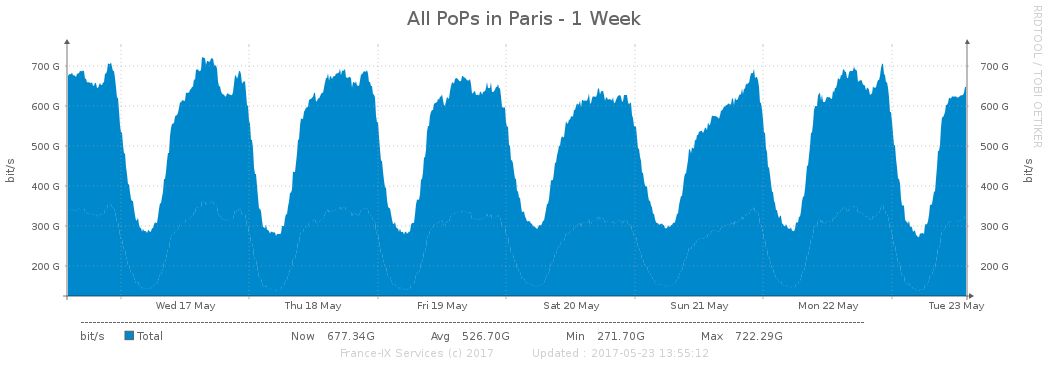 All PoPs in Paris - 1 Week
RRDTOOL / TOBI OETIKER
bit/s
700 G
600 G
500 G
400 G
300 G
200 G
700 G
600 G
500 G
400 G
300 G
200 G
bit/s
Wed 17 May Thu 18 May Fri 19 May Sat 20 May Sun 21 May Mon 22 May Tue 23 May
bit/s Total Now 677.34G Avg 526.70G Min 271.70G Max 722.29G
France-IX Services (c) 2017 Updated : 2017-05-23 13:55:12